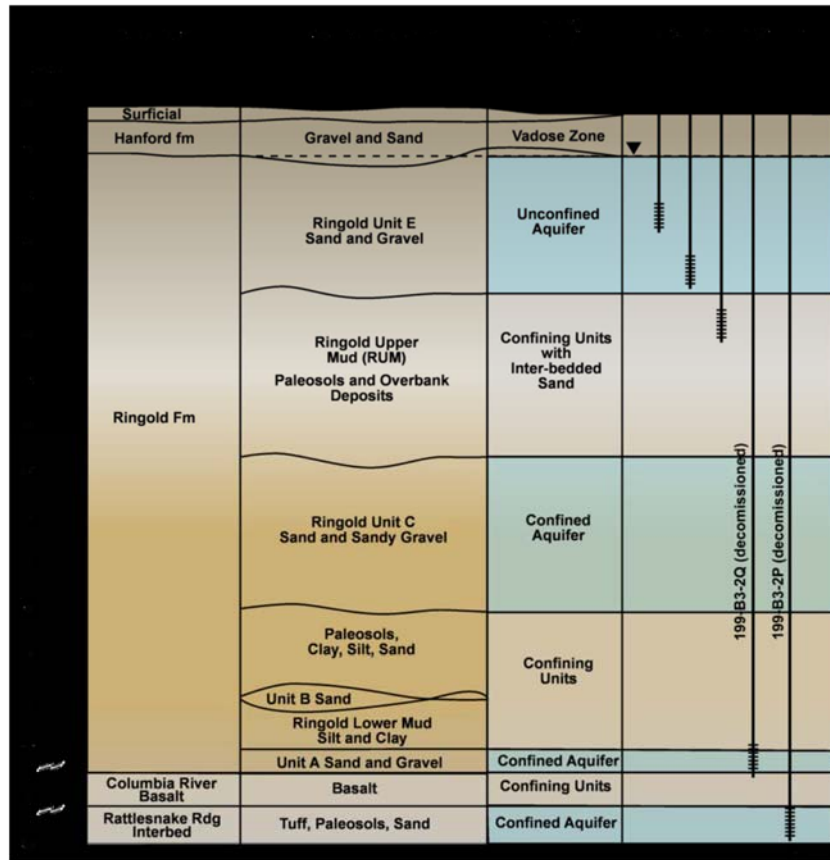 Surficial
Hanford fm
Gravel and Sand
Vadose Zone
Ringold Unit E
Sand and Gravel
Unconfined
Aquifer
Ringold Upper
Mud (RUM)
Paleosols and Overbank
Deposits
Confining Units
with
Inter-bedded
Sand
Ringold Fm
Ringold Unit C
Sand and Sandy Gravel
Confined
Aquifer
199-B3-2Q (decomissioned)
199-B3-2P (decomissioned)
Paleosols,
Clay, Silt, Sand
Unit B Sand
Ringold Lower Mud
Silt and Clay
Confining
Units
Unit A Sand and Gravel
Confined Aquifer
Columbia River
Basalt
Basalt
Confining Units
Rattlesnake Rdg
Interbed
Tuff, Paleosols, Sand
Confined Aquifer